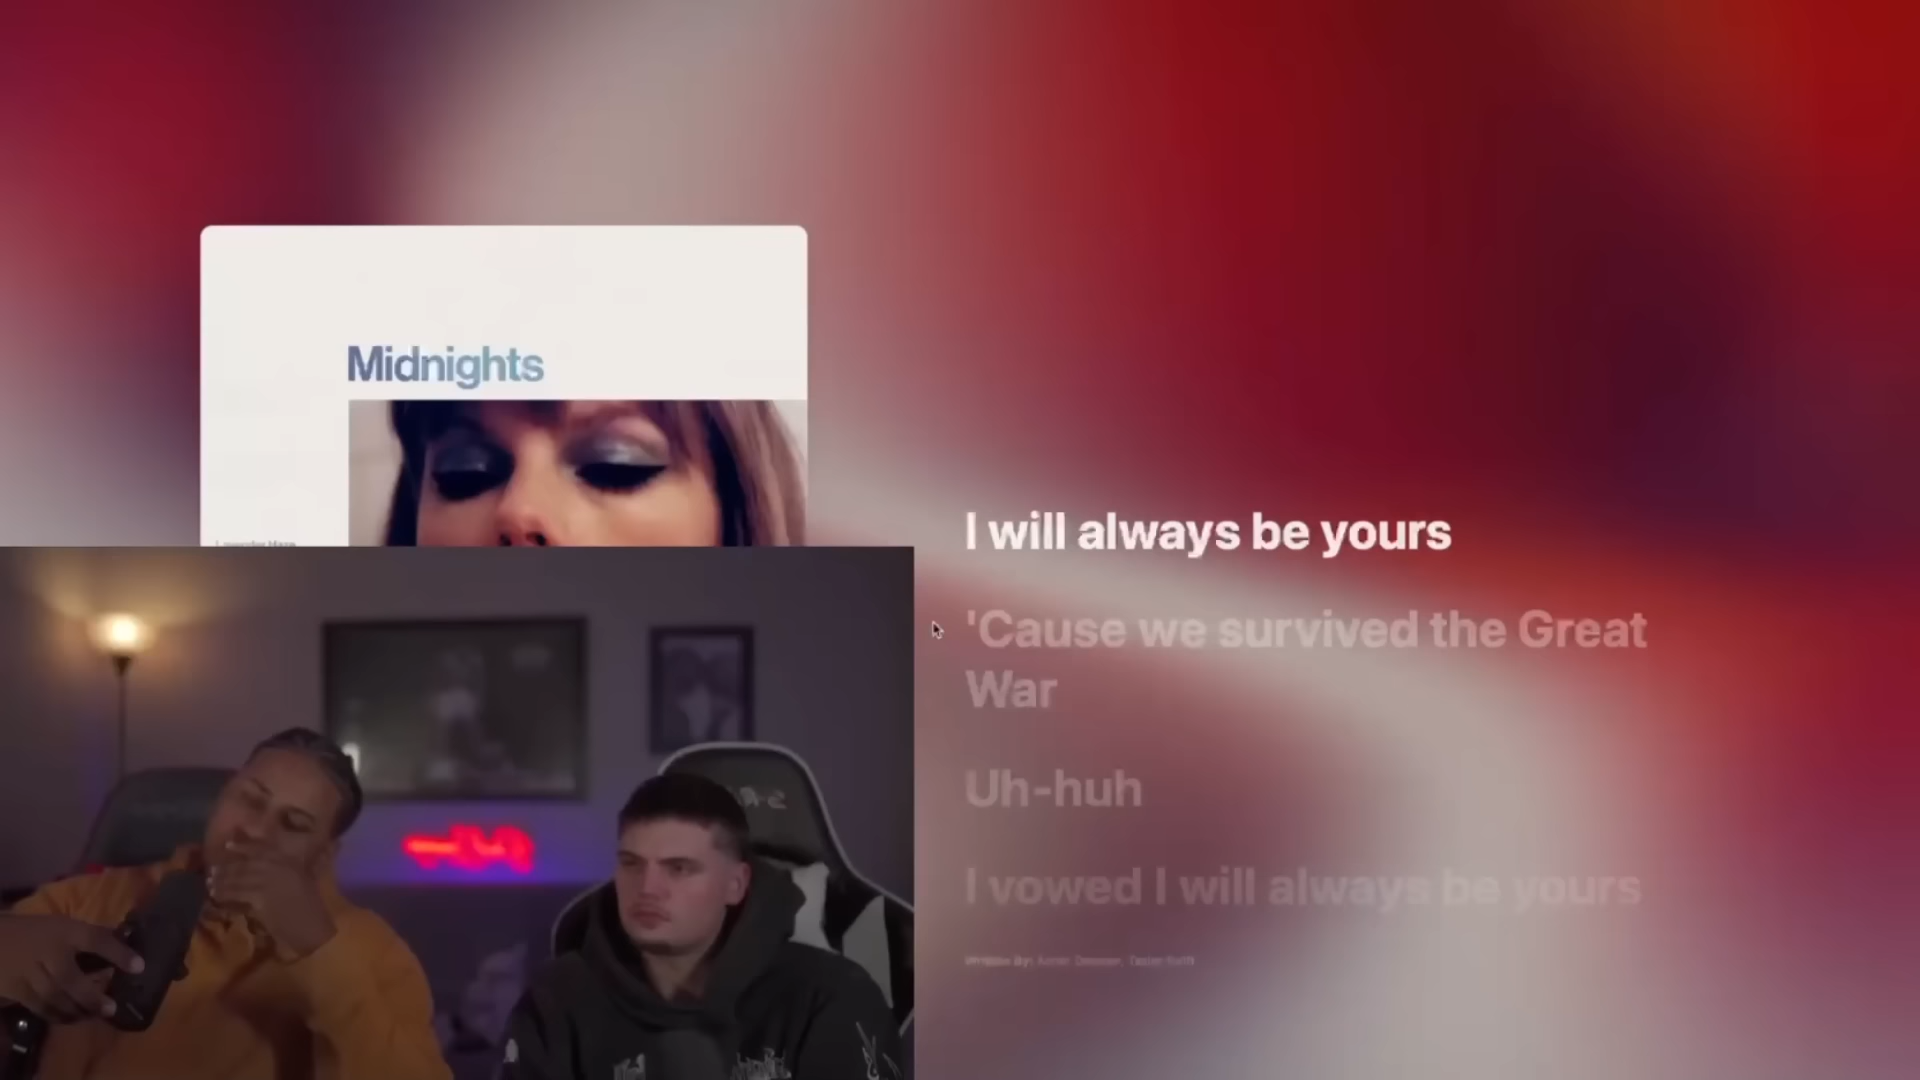 Midnights
I will always be yours
'Cause we survived the Great
War
Uh-huh
I vowed I will always be yours